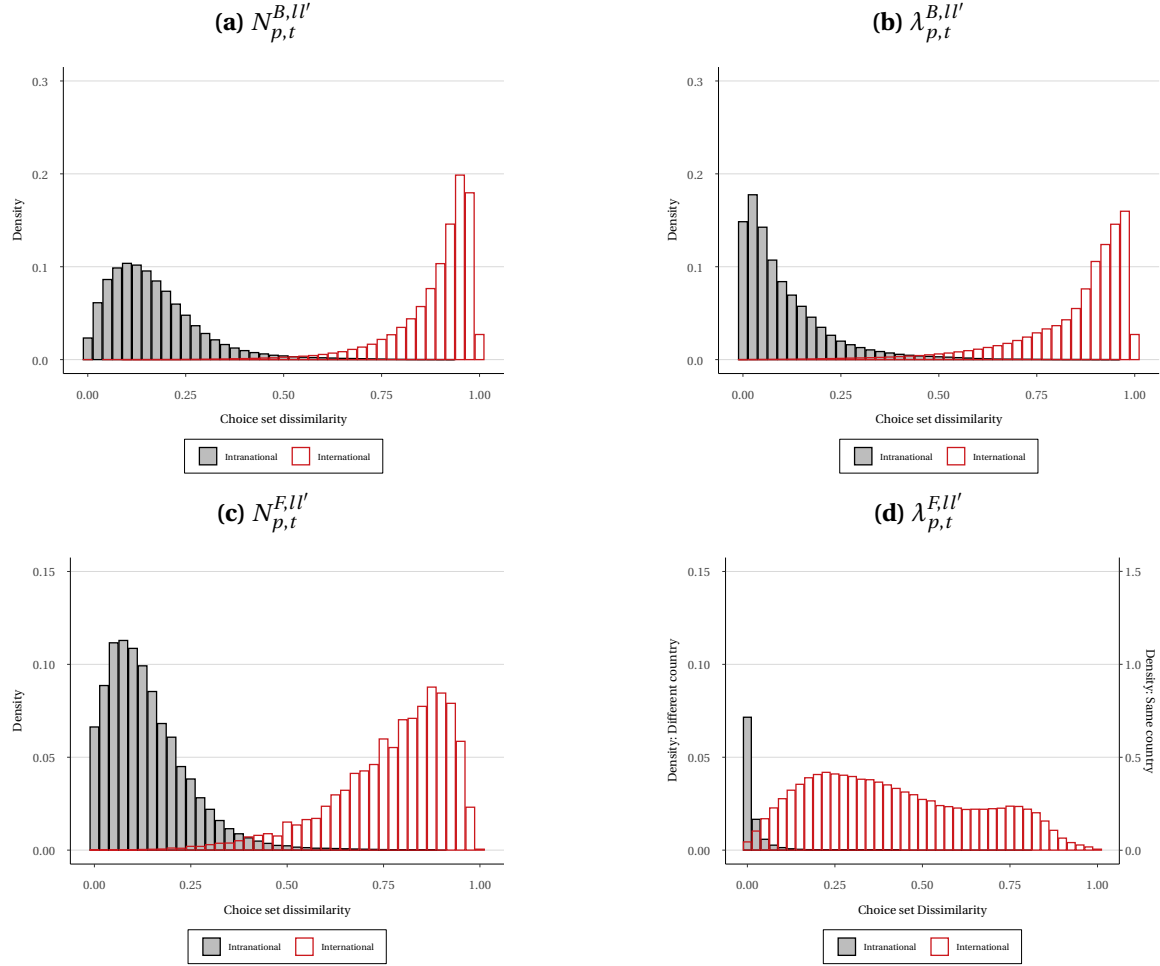 (a) N^{B,ll'}_{p,t}
0.3
0.2
0.1
0.0
Density
0.00 0.25 0.50 0.75 1.00
Choice set dissimilarity
Intranational International
(b) λ^{B,ll'}_{p,t}
0.3
0.2
0.1
0.0
Density
0.00 0.25 0.50 0.75 1.00
Choice set dissimilarity
Intranational International
(c) N^{F,ll'}_{p,t}
0.15
0.10
0.05
0.00
Density
0.00 0.25 0.50 0.75 1.00
Choice set dissimilarity
Intranational International
(d) λ^{F,ll'}_{p,t}
0.15
0.10
0.05
0.00
Density: Different country
1.5
1.0
0.5
0.0
Density: Same country
0.00 0.25 0.50 0.75 1.00
Choice set Dissimilarity
Intranational International